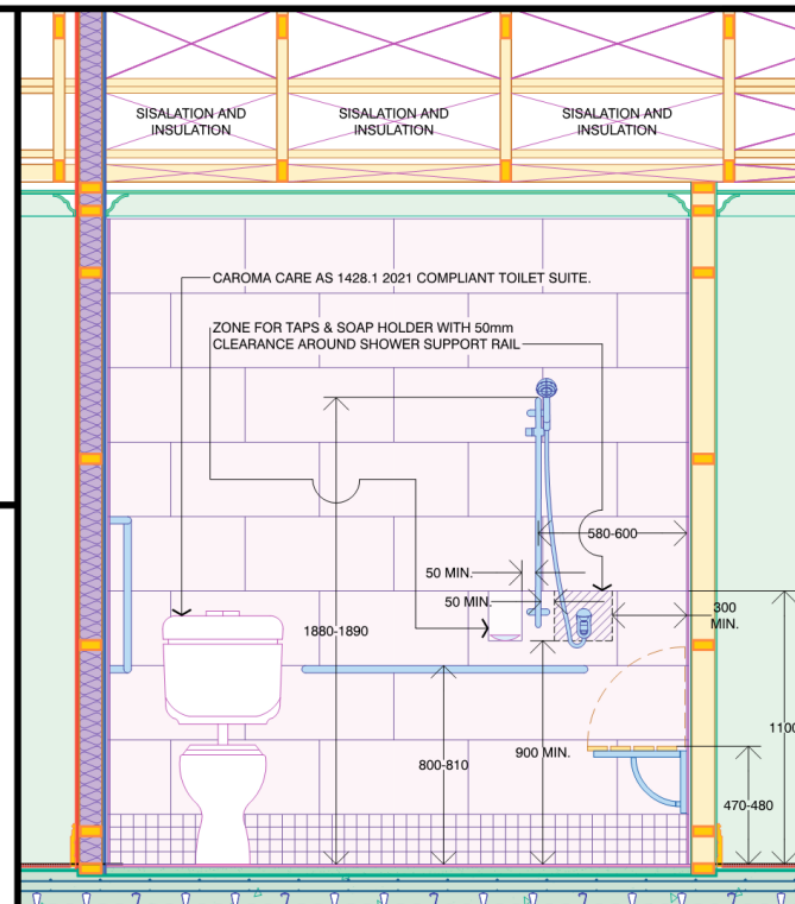 SISALATION AND
INSULATION
SISALATION AND
INSULATION
SISALATION AND
INSULATION
CAROMA CARE AS 1428.1 2021 COMPLIANT TOILET SUITE.
ZONE FOR TAPS & SOAP HOLDER WITH 50mm
CLEARANCE AROUND SHOWER SUPPORT RAIL
580-600
50 MIN.
50 MIN.
300
MIN.
1880-1890
1100
900 MIN.
800-810
470-480